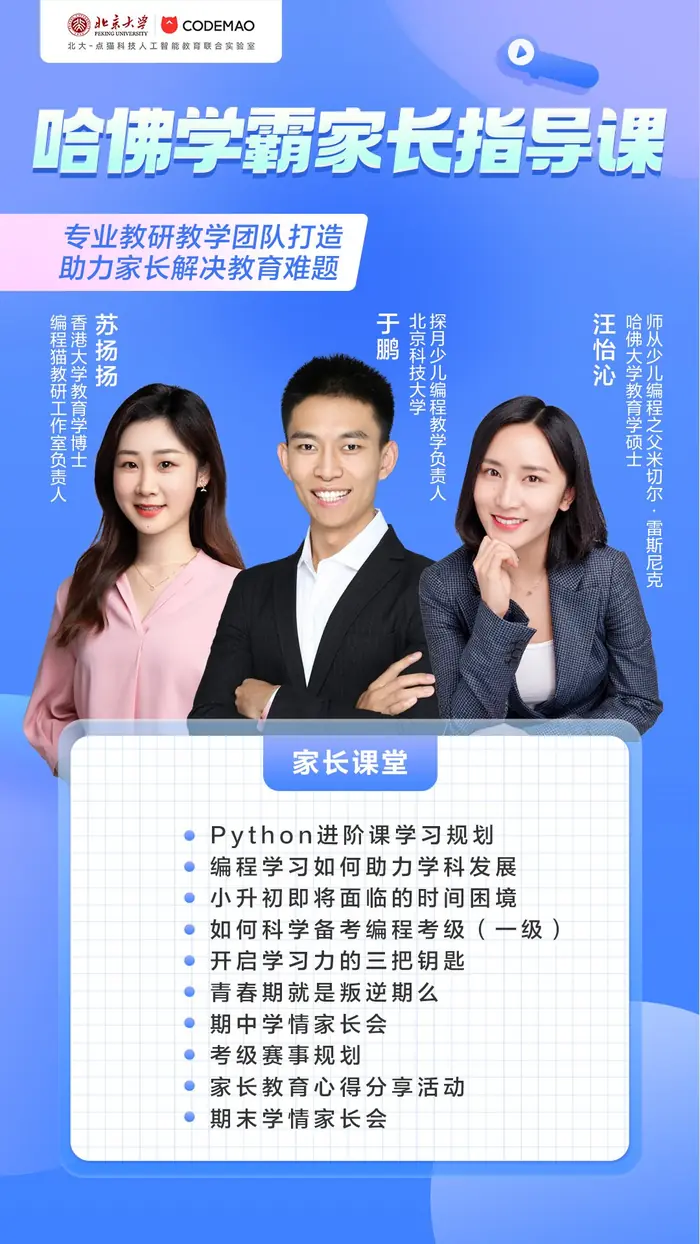 北京大学
PEKING UNIVERSITY
CODEMAO
北大-点猫科技人工智能教育联合实验室
哈佛学霸家长指导课
专业教研教学团队打造
助力家长解决教育难题
苏扬扬
香港大学教育学博士
编程猫教研工作室负责人
于鹏
探月少儿编程教学负责人
北京科技大学
汪怡沁
师从少儿编程之父米切尔·雷斯尼克
哈佛大学教育学硕士
家长课堂
Python进阶课学习规划
编程学习如何助力学科发展
小升初即将面临的时间困境
如何科学备考编程考级（一级）
开启学习力的三把钥匙
青春期就是叛逆期么
期中学情家长会
考级赛事规划
家长教育心得分享活动
期末学情家长会